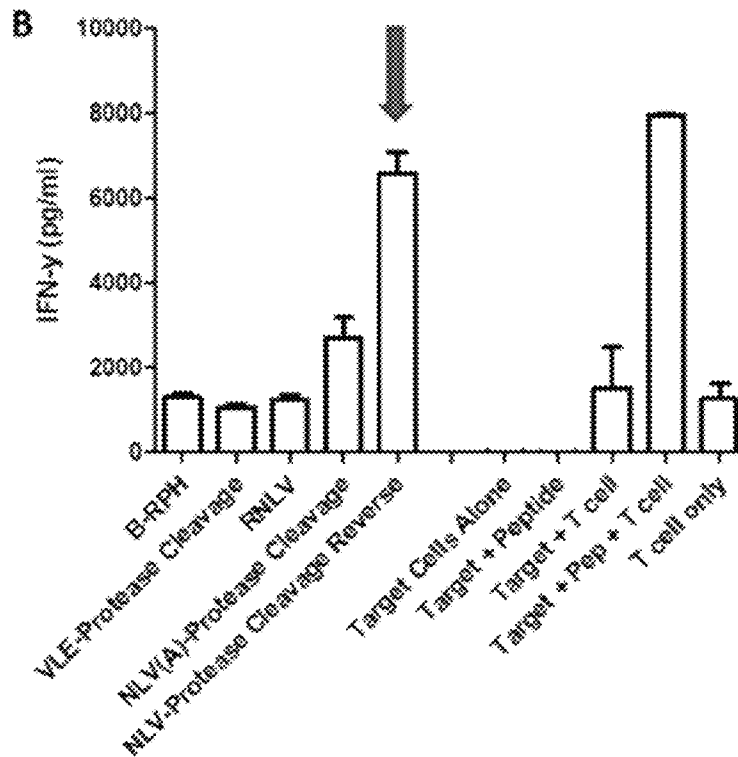 B
IFN-y (pg/ml)
10000
8000
6000
4000
2000
0
B-RPH
VLE-Protease Cleavage
RNLV
NLV(A)-Protease Cleavage
NLV-Protease Cleavage Reverse
Target Cells Alone
Target + Peptide
Target + T cell
Target + Pep + T cell
T cell only